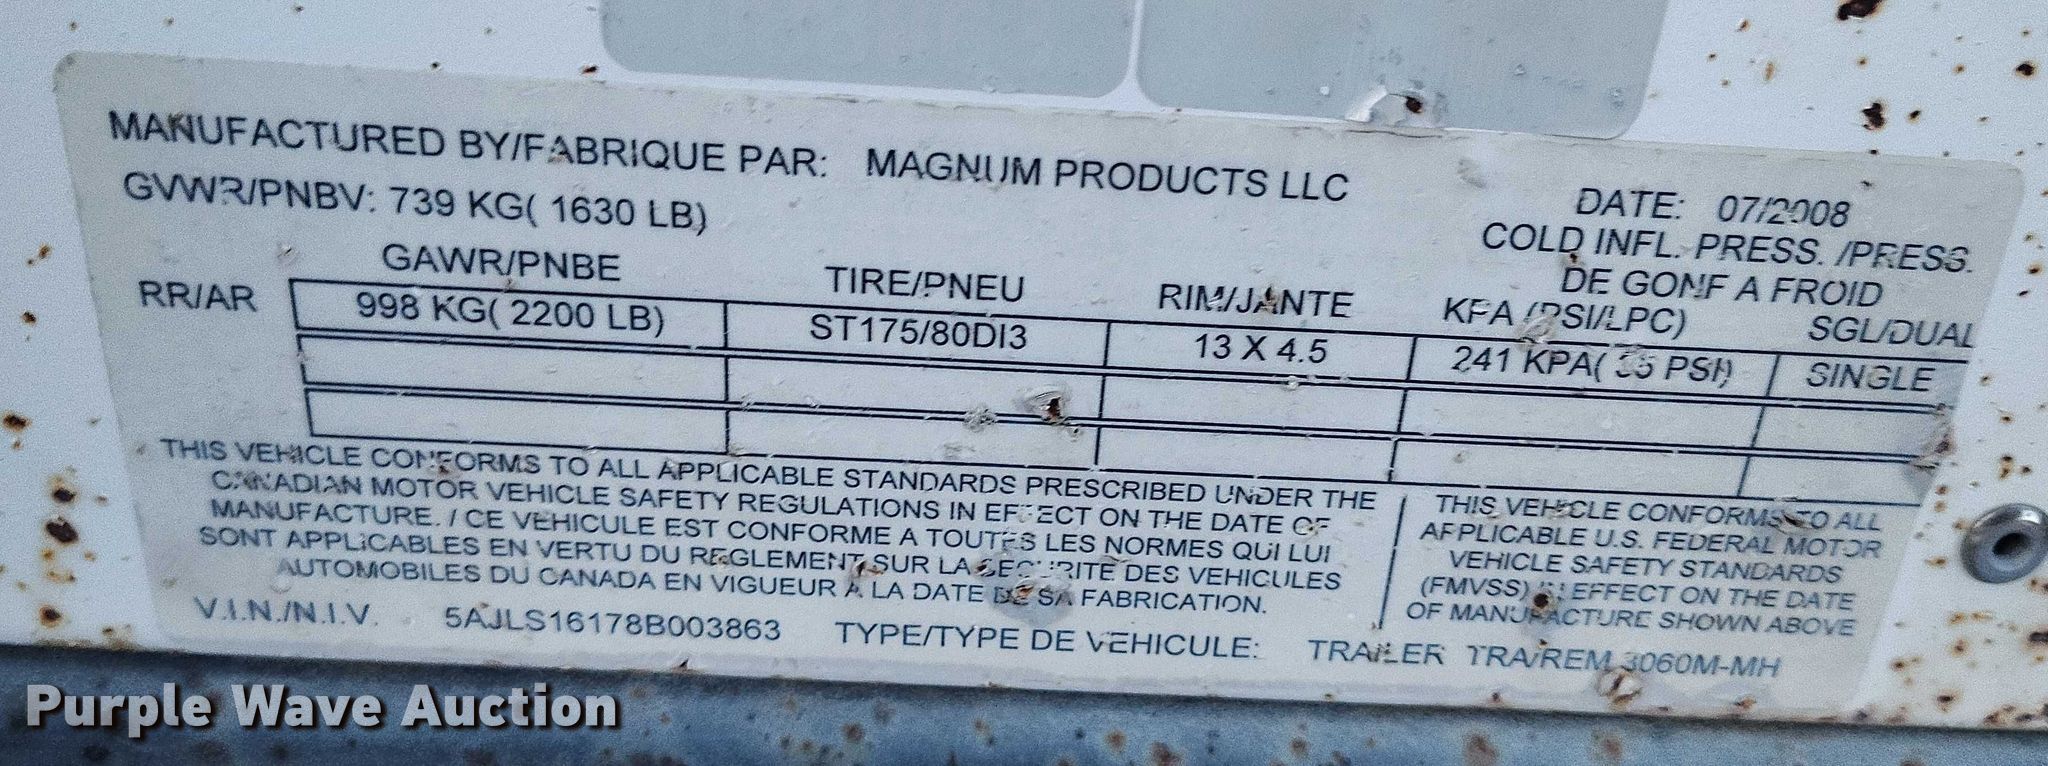 MANUFACTURED BY/FABRIQUE PAR: MAGNUM PRODUCTS LLC
GVWR/PNBV: 739 KG( 1630 LB)
DATE: 07/2008
COLD INFL. PRESS. /PRESS.
DE GONF A FROID
GAWR/PNBE TIRE/PNEU RIM/JANTE KPA (PSI/LPC) SGL/DUAL
RR/AR 998 KG( 2200 LB) ST175/80DI3 13 X 4.5 241 KPA( 35 PSI) SINGLE
THIS VEHICLE CONFORMS TO ALL APPLICABLE STANDARDS PRESCRIBED UNDER THE
CANADIAN MOTOR VEHICLE SAFETY REGULATIONS IN EFFECT ON THE DATE OF
MANUFACTURE. / CE VEHICULE EST CONFORME A TOUTES LES NORMES QUI LUI
SONT APPLICABLES EN VERTU DU REGLEMENT SUR LA SECURITE DES VEHICULES
AUTOMOBILES DU CANADA EN VIGUEUR A LA DATE DE SA FABRICATION.
THIS VEHICLE CONFORMS TO ALL
APPLICABLE U.S. FEDERAL MOTOR
VEHICLE SAFETY STANDARDS
(FMVSS) IN EFFECT ON THE DATE
OF MANUFACTURE SHOWN ABOVE
V.I.N./N.I.V. 5AJLS16178B003863 TYPE/TYPE DE VEHICULE: TRAILER TRA/REM 3060M-MH
Purple Wave Auction